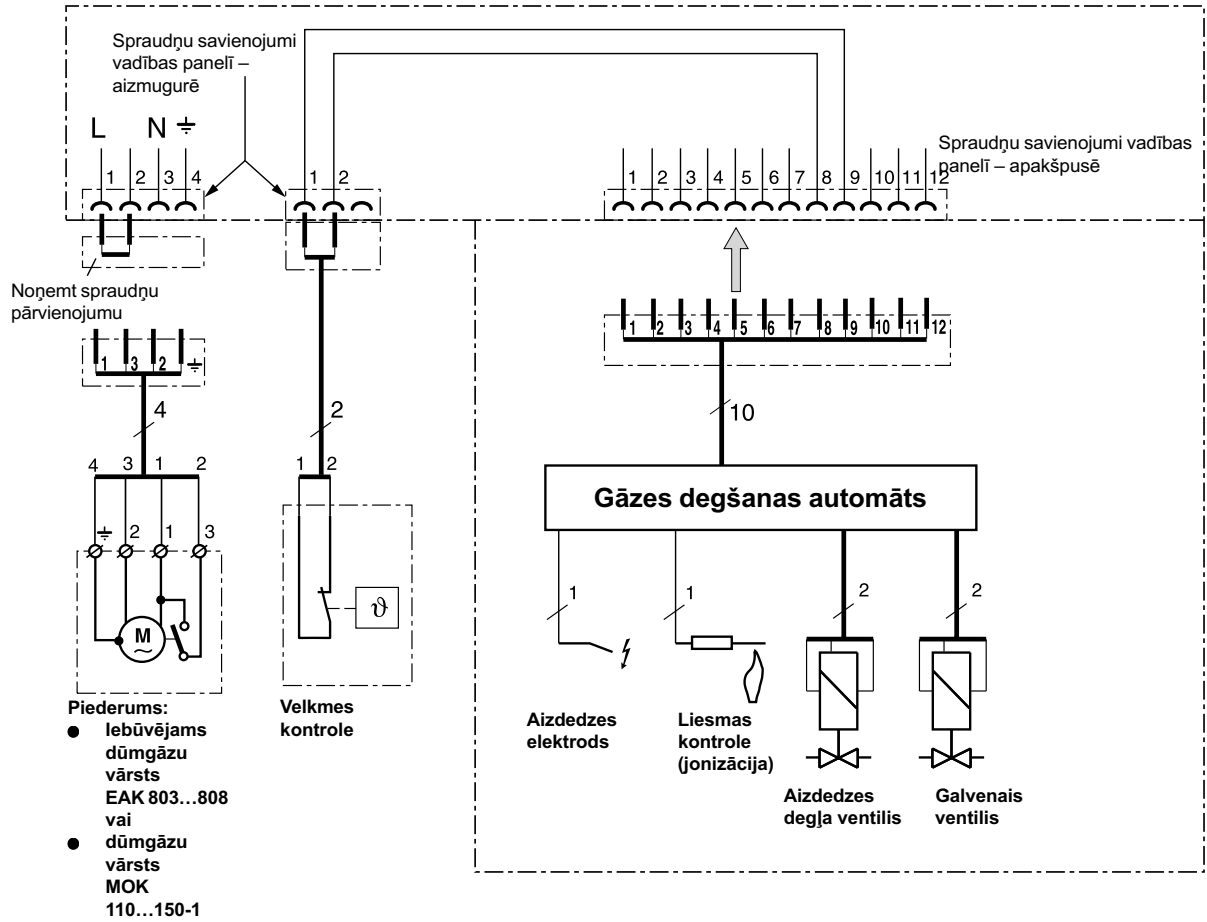 Spraudņu savienojumi
vadības panelī –
aizmugurē
L N
1 2 3 4
1 2
1 2 3 4 5 6 7 8 9 10 11 12
Spraudņu savienojumi vadības
panelī – apakšpusē
Noņemt spraudņu
pārvienojumu
1 3 2
4
4 3 1 2
2 1 3
M
~
2
1 2
ϑ
1 2 3 4 5 6 7 8 9 10 11 12
10
Gāzes degšanas automāts
1 1 2 2
Piederums:
● Iebūvējams
dūmgāzu
vārsts
EAK 803...808
vai
● dūmgāzu
vārsts
MOK
110...150-1
Velkmes
kontrole
Aizdedzes
elektrods
Liesmas
kontrole
(jonizācija)
Aizdedzes
degļa ventilis
Galvenais
ventilis